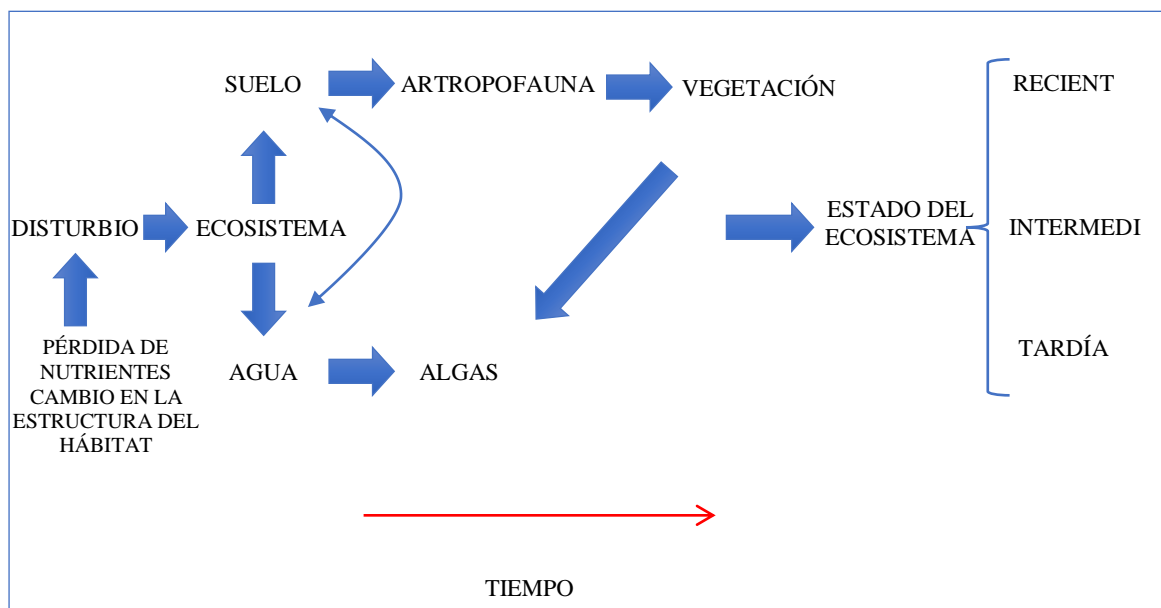 SUELO
ARTROPOFAUNA
VEGETACIÓN
RECIENT
DISTURBIO
ECOSISTEMA
ESTADO DEL
ECOSISTEMA
INTERMEDI
PÉRDIDA DE
NUTRIENTES
CAMBIO EN LA
ESTRUCTURA DEL
HÁBITAT
AGUA
ALGAS
TARDÍA
TIEMPO